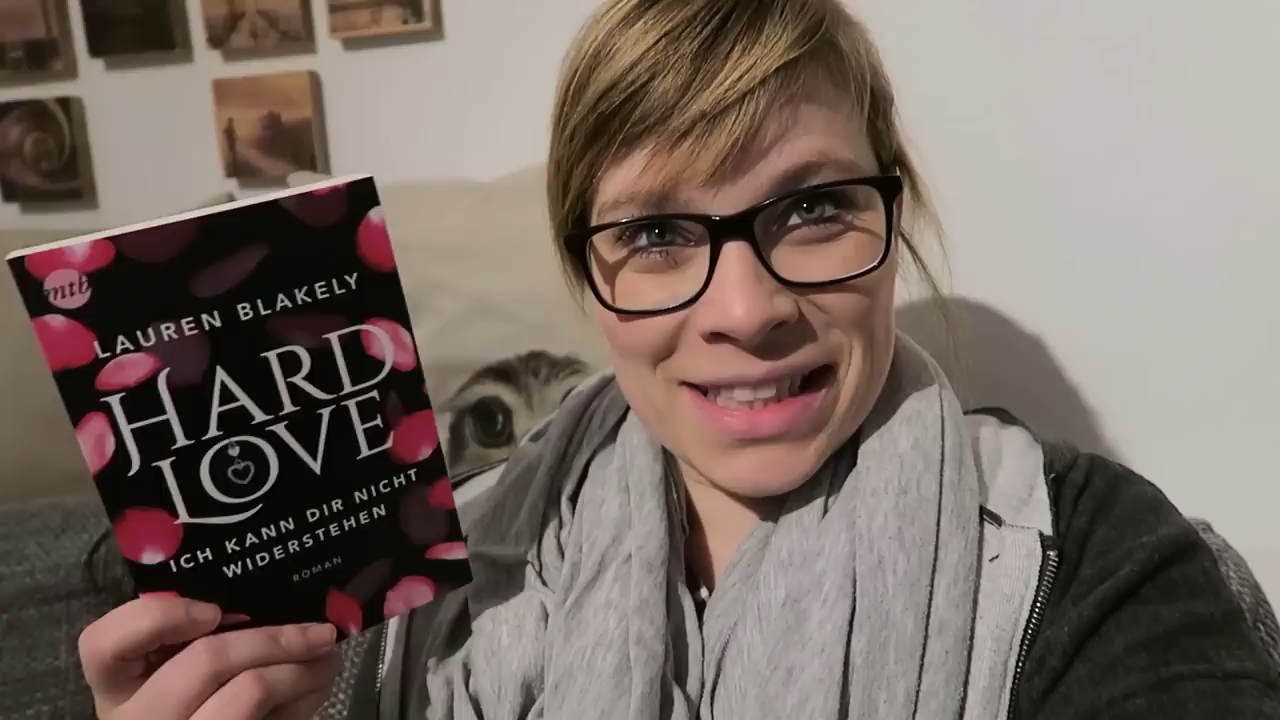 mtb
LAUREN BLAKELY
HARD
LOVE
ICH KANN DIR NICHT
WIDERSTEHEN
ROMAN